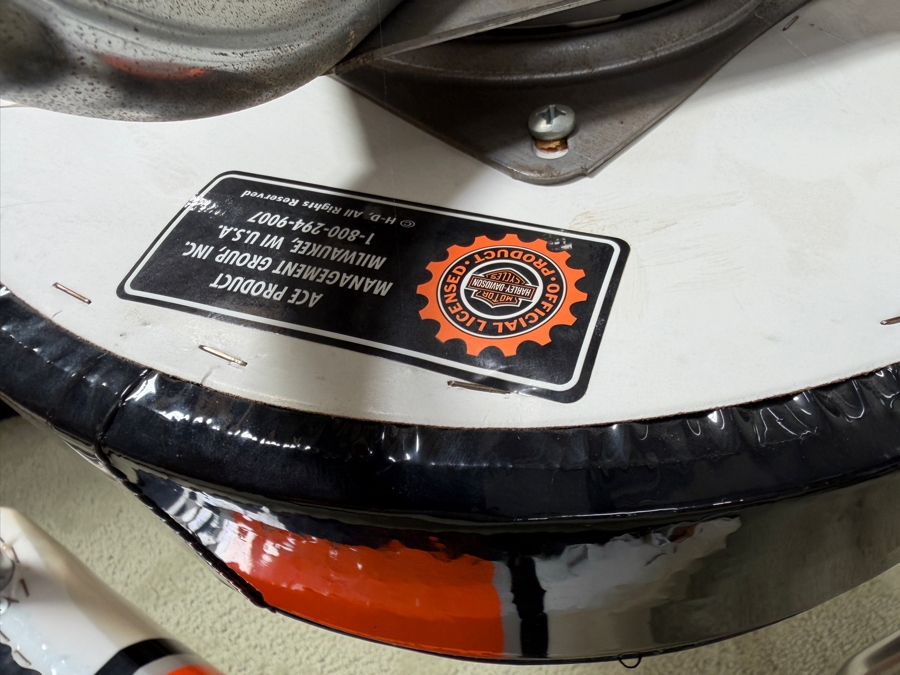 OFFICIAL LICENSED
• PRODUCT •
MOTOR
HARLEY-DAVIDSON
CYCLES
ACE PRODUCT
MANAGEMENT GROUP, INC.
MILWAUKEE, WI U.S.A.
1-800-294-9007
© H-D, All Rights Reserved